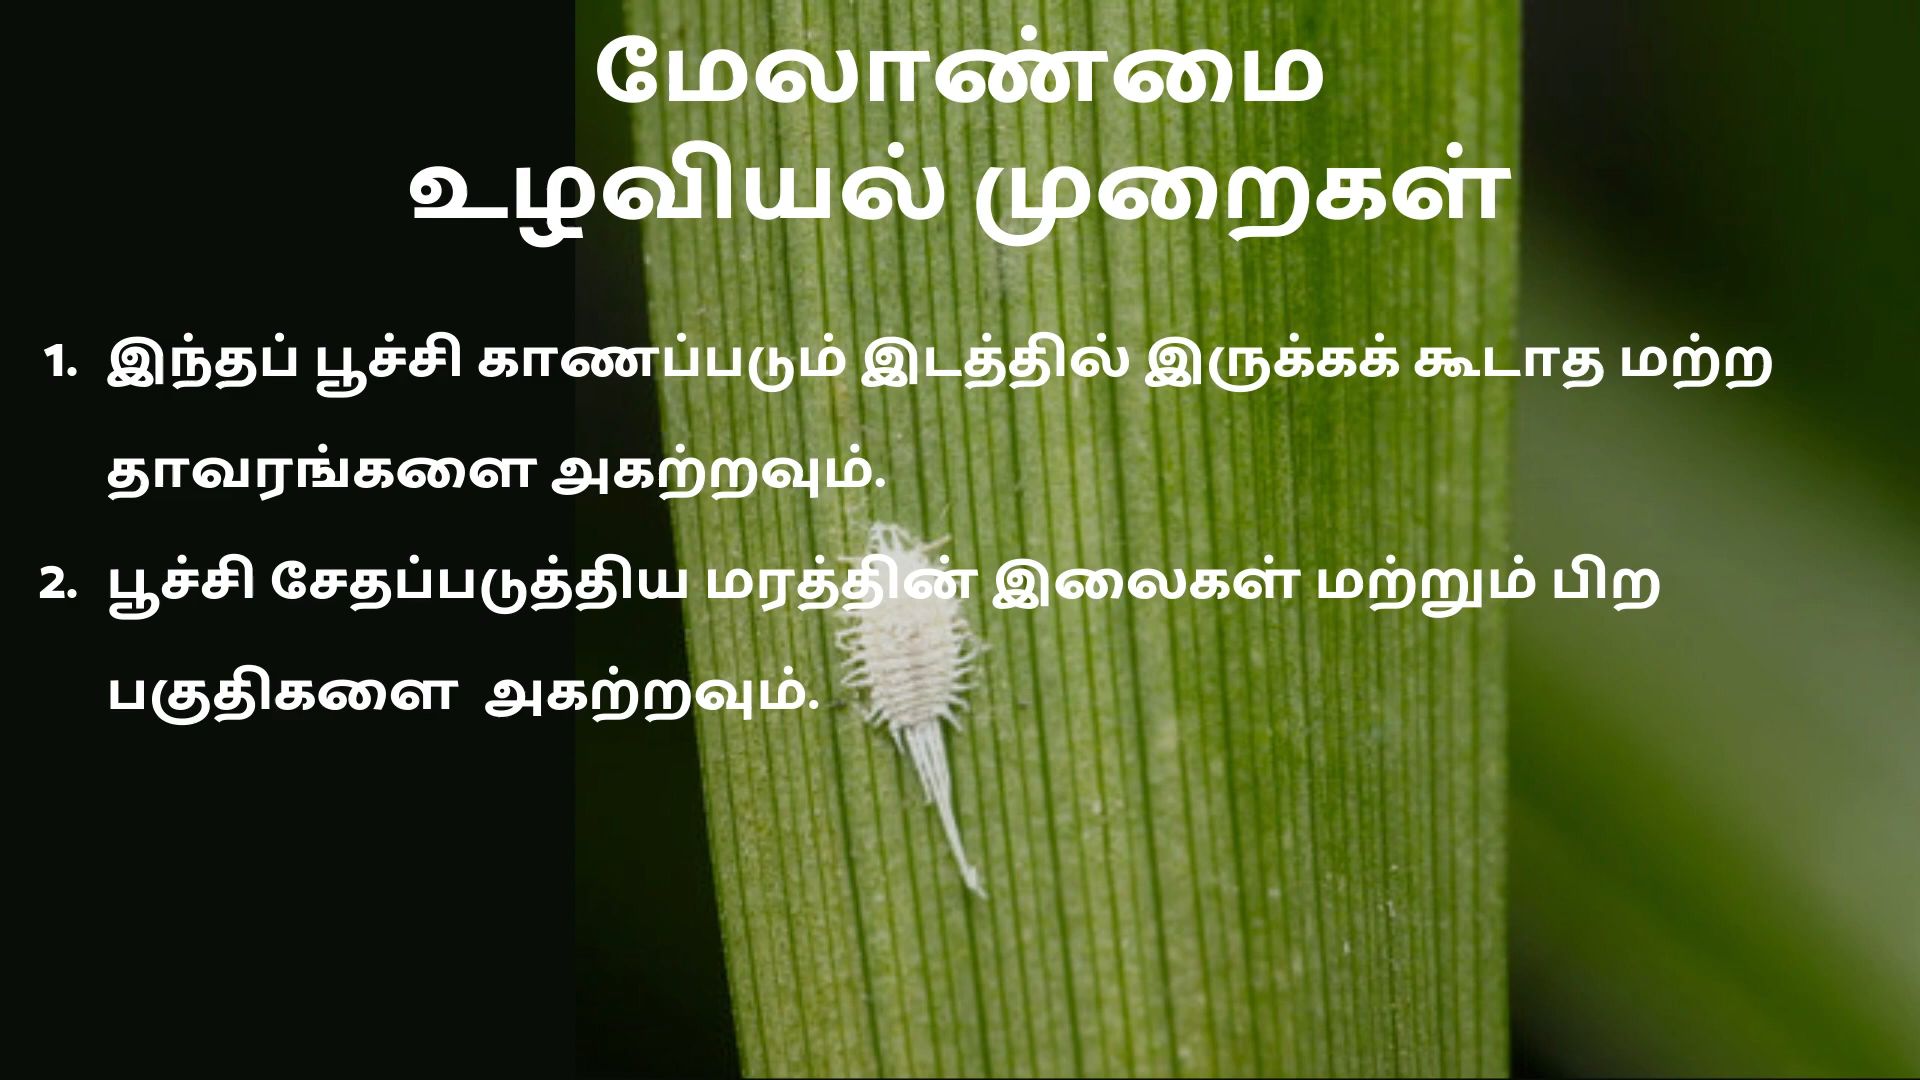 மேலாண்மை
உழவியல் முறைகள்
1. இந்தப் பூச்சி காணப்படும் இடத்தில் இருக்கக் கூடாத மற்ற
தாவரங்களை அகற்றவும்.
2. பூச்சி சேதப்படுத்திய மரத்தின் இலைகள் மற்றும் பிற
பகுதிகளை அகற்றவும்.